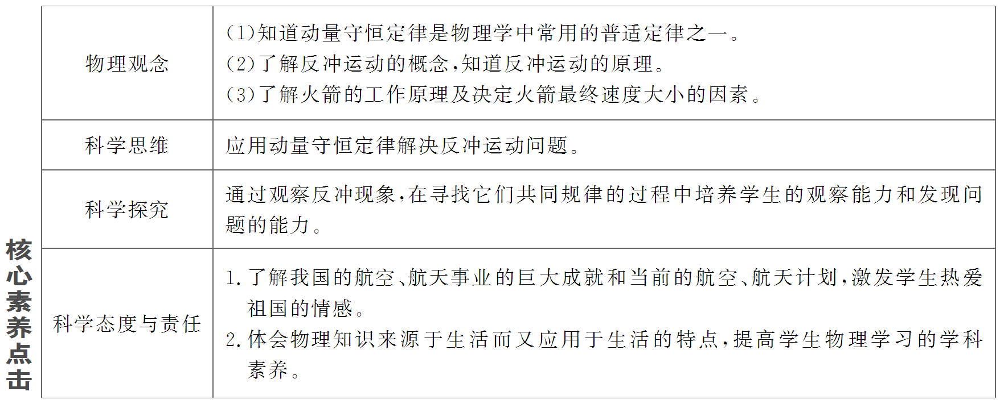 核心素养点击
物理观念
(1)知道动量守恒定律是物理学中常用的普适定律之一。
(2)了解反冲运动的概念,知道反冲运动的原理。
(3)了解火箭的工作原理及决定火箭最终速度大小的因素。
科学思维
应用动量守恒定律解决反冲运动问题。
科学探究
通过观察反冲现象,在寻找它们共同规律的过程中培养学生的观察能力和发现问
题的能力。
科学态度与责任
1. 了解我国的航空、航天事业的巨大成就和当前的航空、航天计划,激发学生热爱
祖国的情感。
2. 体会物理知识来源于生活而又应用于生活的特点,提高学生物理学习的学科
素养。